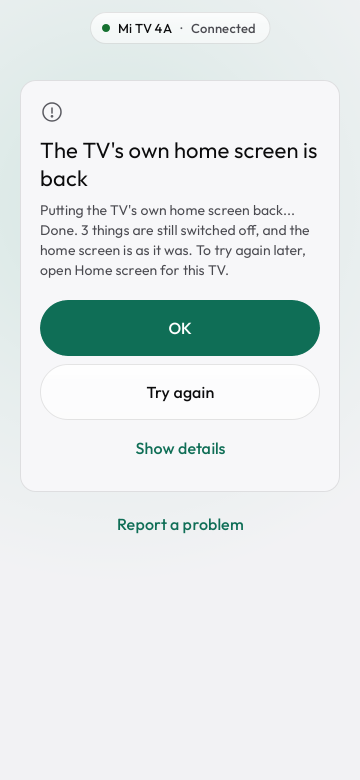 Mi TV 4A · Connected
The TV's own home screen is
back
Putting the TV's own home screen back...
Done. 3 things are still switched off, and the
home screen is as it was. To try again later,
open Home screen for this TV.
OK
Try again
Show details
Report a problem